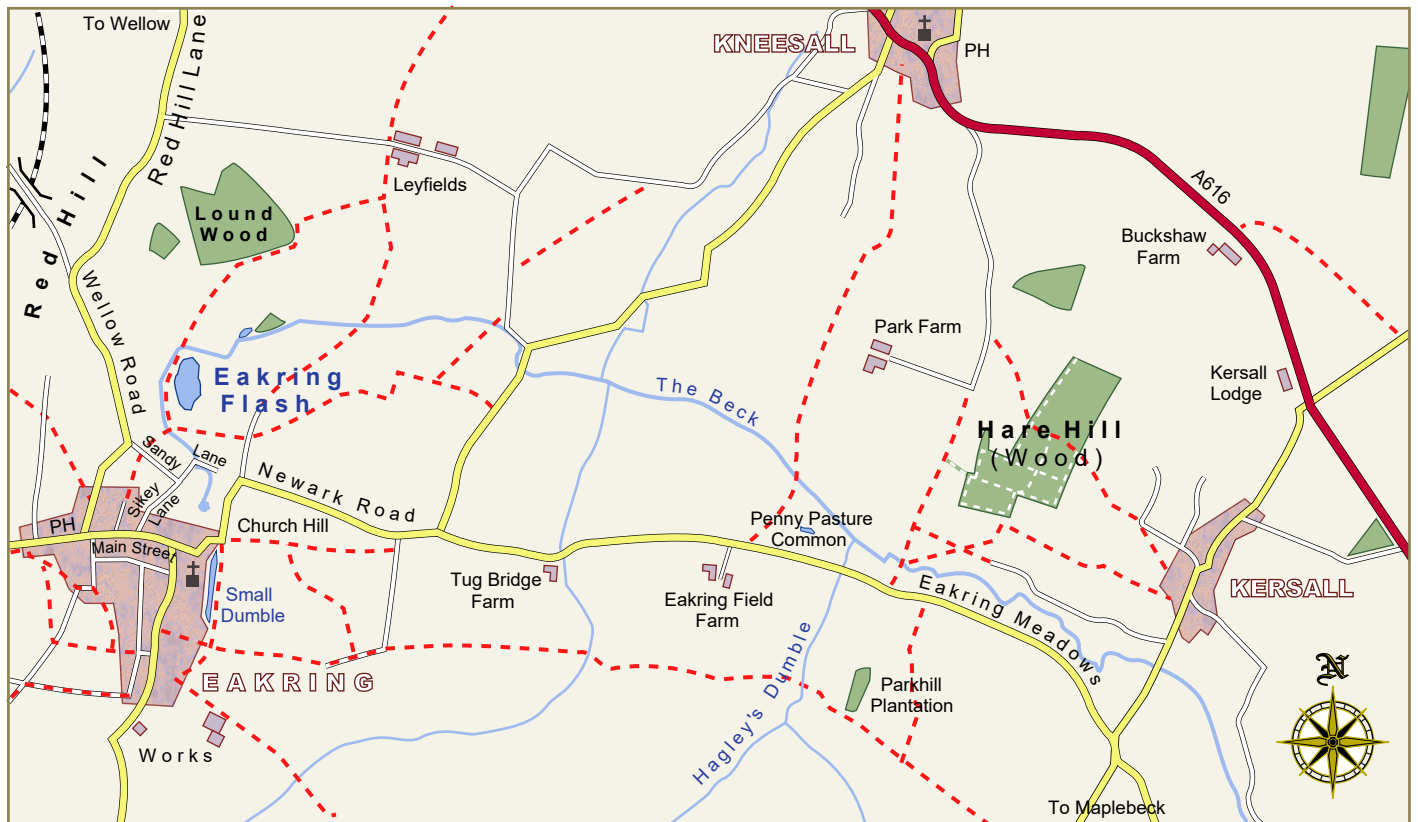 To Wellow
Red Hill Lane
KNEESALL
PH
Red Hill
Leyfields
A616
Lound
Wood
Buckshaw
Farm
Wellow Road
Park Farm
Eakring
Flash
The Beck
Kersall
Lodge
Hare Hill
(Wood)
Sandy
Lane
Sikey
Lane
Newark Road
PH
Church Hill
Main Street
Penny Pasture
Common
Tug Bridge
Farm
Eakring Field
Farm
Eakring Meadows
KERSALL
Small
Dumble
EAKRING
Hagley's Dumble
Parkhill
Plantation
N
Works
To Maplebeck